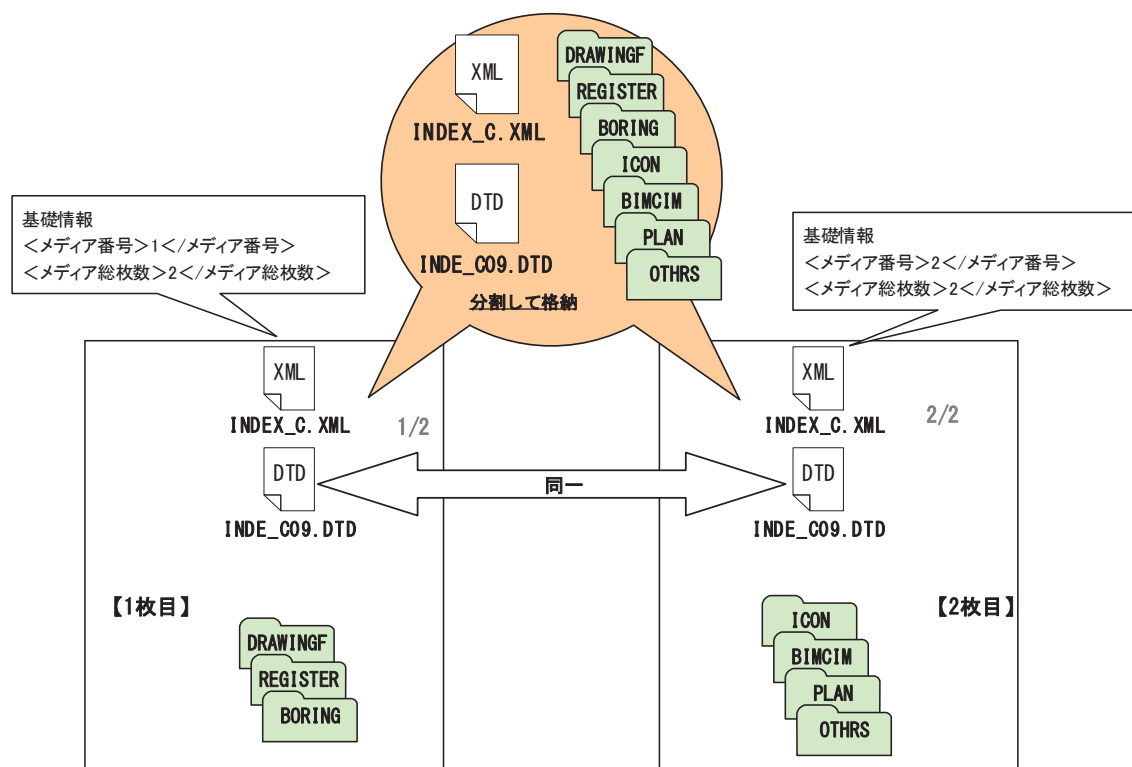 XML
INDEX_C.XML
DTD
INDE_C09.DTD
分割して格納
DRAWINGF
REGISTER
BORING
ICON
BIMCIM
PLAN
OTHRS
基礎情報
<メディア番号>1</メディア番号>
<メディア総枚数>2</メディア総枚数>
基礎情報
<メディア番号>2</メディア番号>
<メディア総枚数>2</メディア総枚数>
XML
INDEX_C.XML
1/2
DTD
INDE_C09.DTD
【1枚目】
DRAWINGF
REGISTER
BORING
同一
XML
INDEX_C.XML
2/2
DTD
INDE_C09.DTD
【2枚目】
ICON
BIMCIM
PLAN
OTHRS